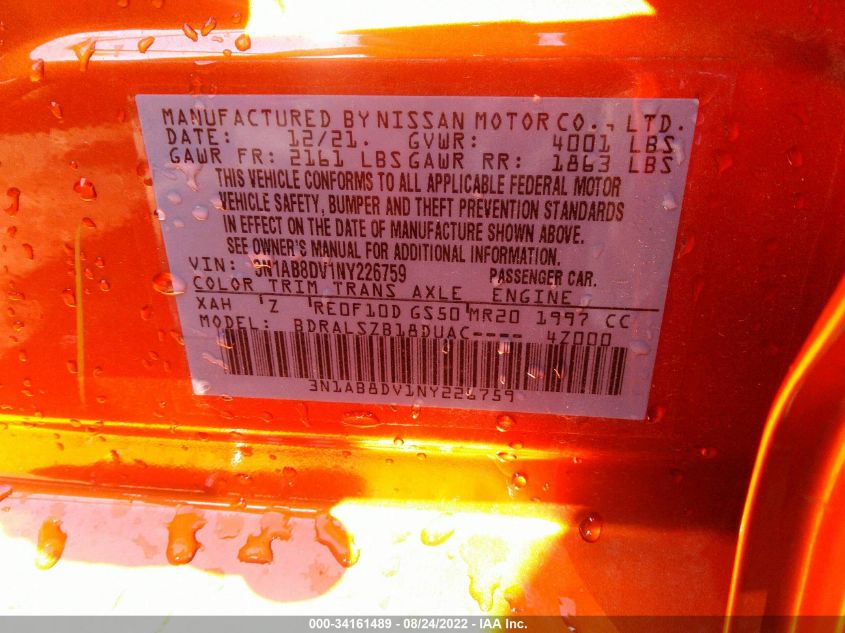 MANUFACTURED BY NISSAN MOTOR CO., LTD.
DATE: 12/21. GVWR: 4001 LBS
GAWR FR: 2161 LBS GAWR RR: 1863 LBS
THIS VEHICLE CONFORMS TO ALL APPLICABLE FEDERAL MOTOR
VEHICLE SAFETY, BUMPER AND THEFT PREVENTION STANDARDS
IN EFFECT ON THE DATE OF MANUFACTURE SHOWN ABOVE.
SEE OWNER'S MANUAL FOR ADDITIONAL INFORMATION.
VIN: 3N1AB8DV1NY226759 PASSENGER CAR.
COLOR TRIM TRANS AXLE ENGINE
XAH 'Z 'RE0F10D GS50 'MR20 1997 CC
MODEL: BDRALSZB18DUAC---- 4Z000
3N1AB8DV1NY226759
000-34161489 - 08/24/2022 - IAA Inc.